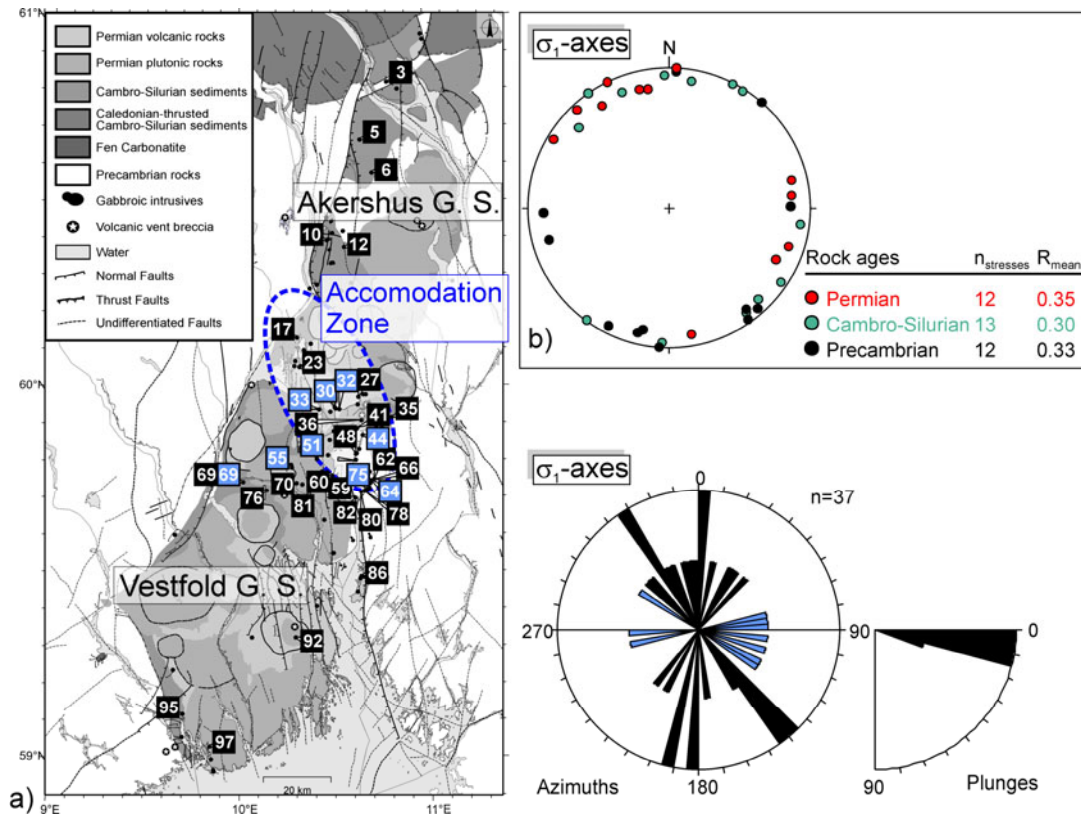 61°N
Permian volcanic rocks
Permian plutonic rocks
Cambro-Silurian sediments
Caledonian-thrusted
Cambro-Silurian sediments
Fen Carbonatite
Precambrian rocks
Gabbroic intrusives
Volcanic vent breccia
Water
Normal Faults
Thrust Faults
Undifferentiated Faults
3
5
6
Akershus G. S.
10
12
Accomodation
Zone
17
23
60°N
27
32
30
33
35
41
36
48
44
51
55
62
66
69
69
75
70
60
59
64
76
81
82
80
78
86
Vestfold G. S.
92
95
97
59°N
20 km
a)
9°E
10°E
11°E
σ1-axes
N
Rock ages nstresses Rmean
Permian 12 0.35
Cambro-Silurian 13 0.30
Precambrian 12 0.33
b)
σ1-axes
0
n=37
270
90
0
Azimuths
180
90
Plunges